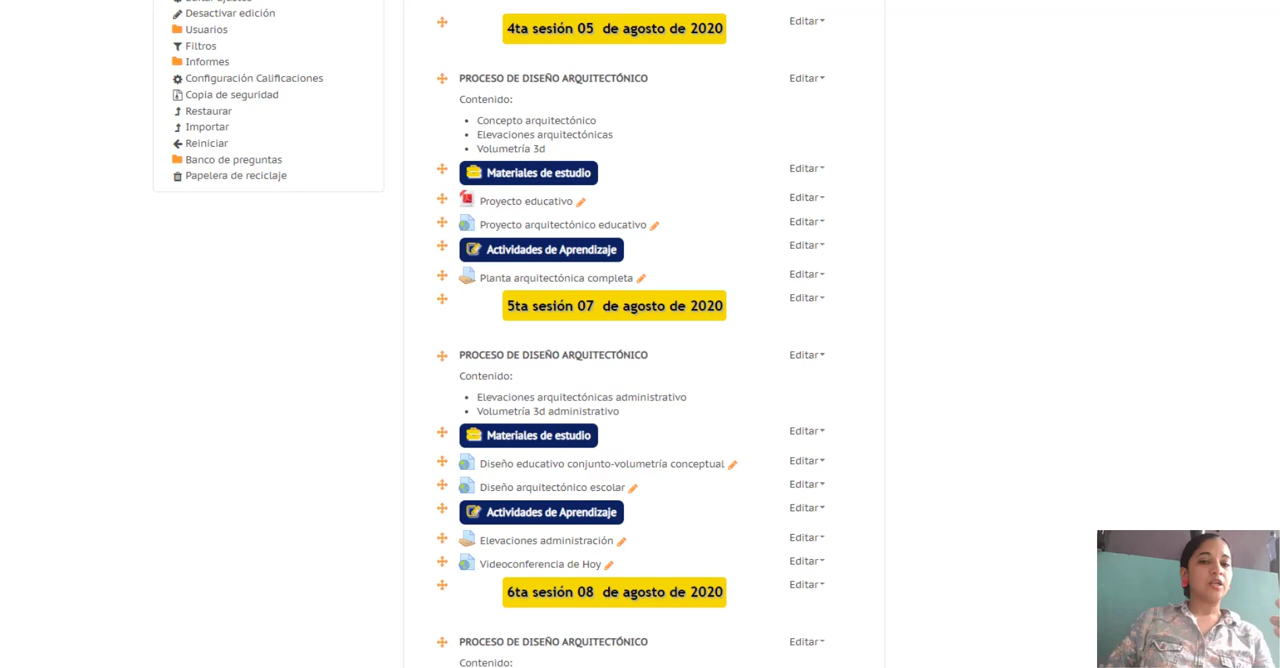 Desactivar edición
Usuarios
Filtros
Informes
Configuración Calificaciones
Copia de seguridad
Restaurar
Importar
Reiniciar
Banco de preguntas
Papelera de reciclaje
4ta sesión 05 de agosto de 2020
Editar
PROCESO DE DISEÑO ARQUITECTÓNICO
Editar
Contenido:
• Concepto arquitectónico
• Elevaciones arquitectónicas
• Volumetría 3d
Materiales de estudio
Editar
Proyecto educativo
Editar
Proyecto arquitectónico educativo
Editar
Actividades de Aprendizaje
Editar
Planta arquitectónica completa
Editar
5ta sesión 07 de agosto de 2020
Editar
PROCESO DE DISEÑO ARQUITECTÓNICO
Editar
Contenido:
• Elevaciones arquitectónicas administrativo
• Volumetría 3d administrativo
Materiales de estudio
Editar
Diseño educativo conjunto-volumetría conceptual
Editar
Diseño arquitectónico escolar
Editar
Actividades de Aprendizaje
Editar
Elevaciones administración
Editar
Videoconferencia de Hoy
Editar
6ta sesión 08 de agosto de 2020
Editar
PROCESO DE DISEÑO ARQUITECTÓNICO
Editar
Contenido: